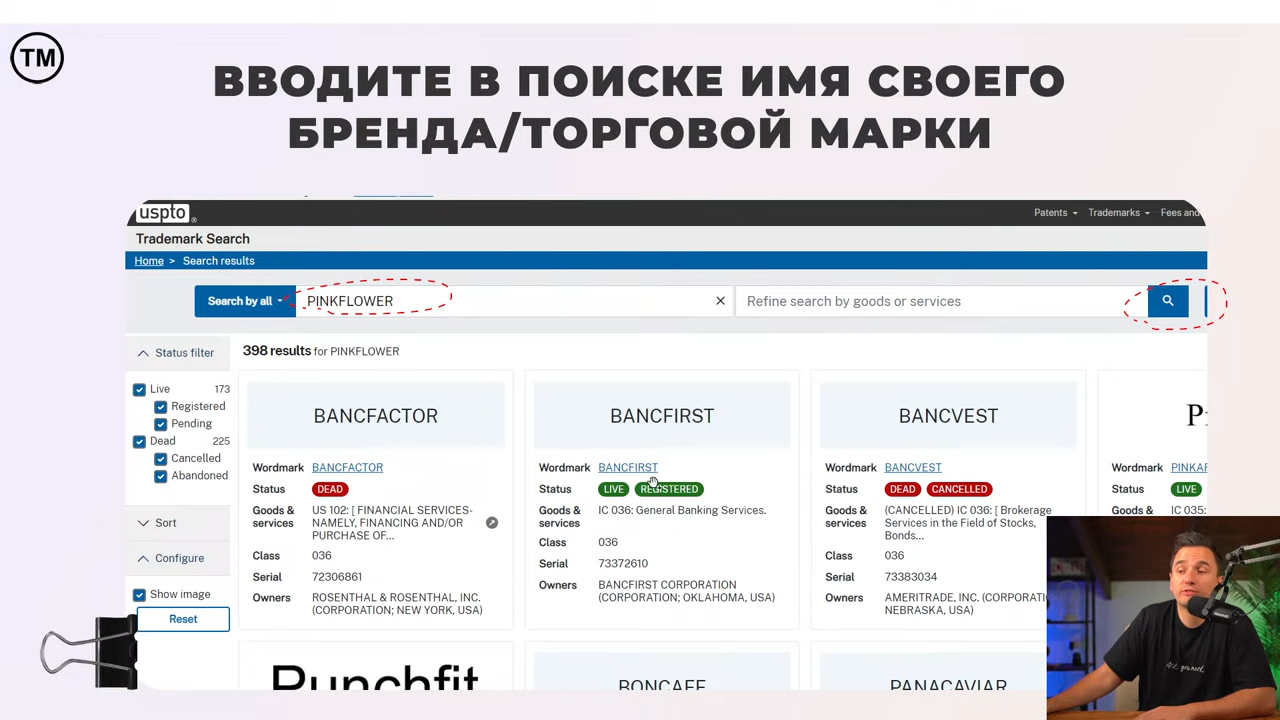 TM
ВВОДИТЕ В ПОИСКЕ ИМЯ СВОЕГО
БРЕНДА/ТОРГОВОЙ МАРКИ
uspto
Patents
Trademarks
Fees and
Trademark Search
Home > Search results
Search by all
PINKFLOWER
Refine search by goods or services
Status filter
Live 173
Registered
Pending
Dead 225
Cancelled
Abandoned
Sort
Configure
Show image
Reset
398 results for PINKFLOWER
BANCFACTOR
Wordmark BANCFACTOR
Status DEAD
Goods & services US 102: [ FINANCIAL SERVICES-
NAMELY, FINANCING AND/OR
PURCHASE OF...
Class 036
Serial 72306861
Owners ROSENTHAL & ROSENTHAL, INC.
(CORPORATION; NEW YORK, USA)
BANCFIRST
Wordmark BANCFIRST
Status LIVE REGISTERED
Goods & services IC 036: General Banking Services.
Class 036
Serial 73372610
Owners BANCFIRST CORPORATION
(CORPORATION; OKLAHOMA, USA)
BANCVEST
Wordmark BANCVEST
Status DEAD CANCELLED
Goods & services (CANCELLED) IC 036: [ Brokerage
Services in the Field of Stocks,
Bonds...
Class 036
Serial 73383034
Owners AMERITRADE, INC. (CORPORATIO
NEBRASKA, USA)
Wordmark PINKAF
Status LIVE
Goods & services IC 035:
Punchfit
BONCAFE
PANACAVIAR